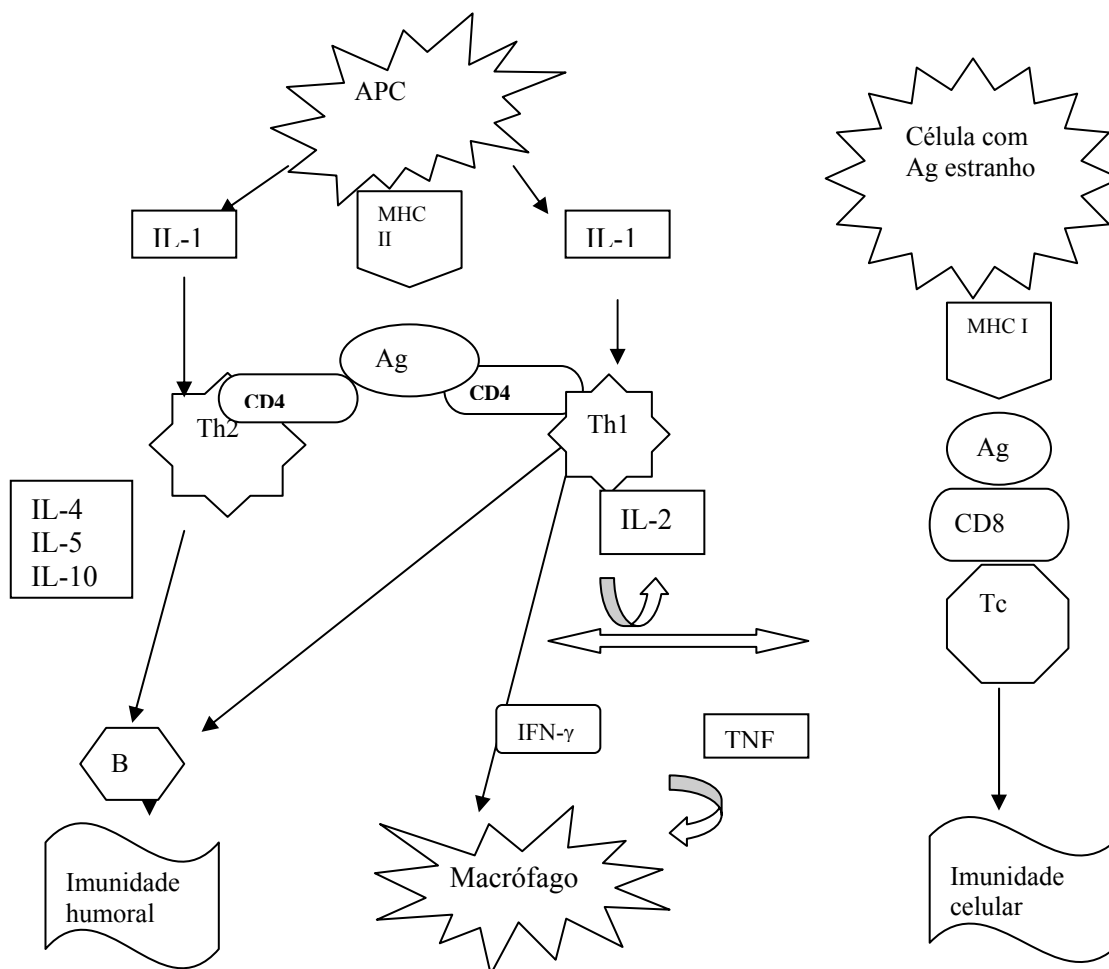 APC
Célula com
Ag estranho
IL-1
MHC
II
IL-1
MHC I
Ag
CD4
CD4
Th2
Th1
Ag
IL-4
IL-5
IL-10
IL-2
CD8
Tc
IFN-γ
TNF
B
Macrófago
Imunidade
humoral
Imunidade
celular